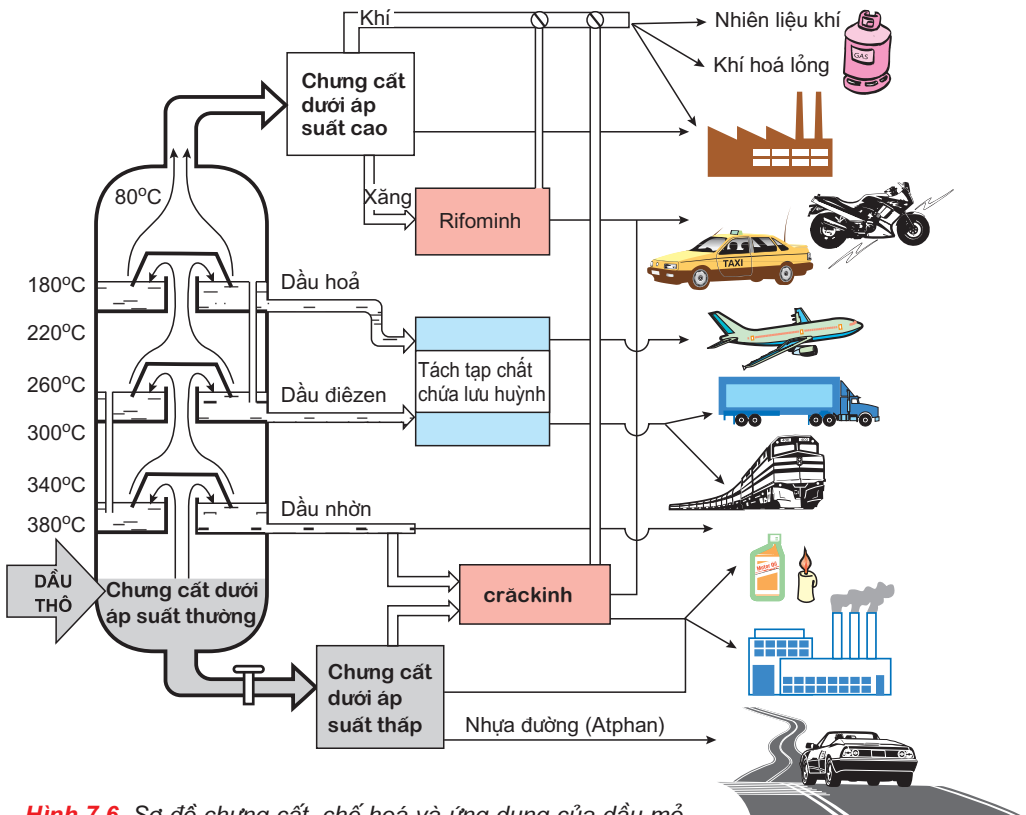 Khí
Nhiên liệu khí
GAS
Khí hoá lỏng
Chưng cất
dưới áp
suất cao
80°C
Xăng
Rifominh
TAXI
180°C
Dầu hoả
220°C
Tách tạp chất
chứa lưu huỳnh
260°C
Dầu điêzen
300°C
340°C
Dầu nhờn
380°C
Motor Oil
DẦU
THÔ
Chưng cất dưới
áp suất thường
crăckinh
Chưng cất
dưới áp
suất thấp
Nhựa đường (Atphan)
Hình 7.6. Sơ đồ chưng cất, chế hoá và ứng dụng của dầu mỏ